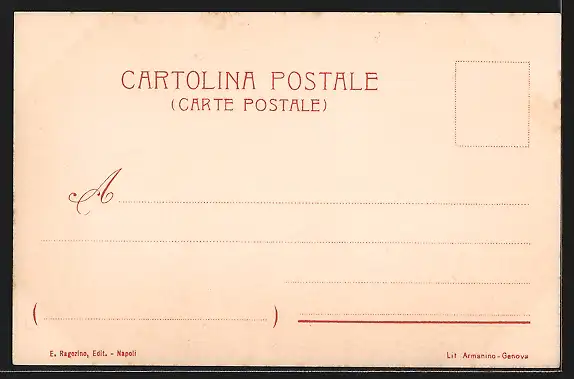 CARTOLINA POSTALE
(CARTE POSTALE)
A
( )
E. Ragozino, Edit. - Napoli
Lit Armanino - Genova